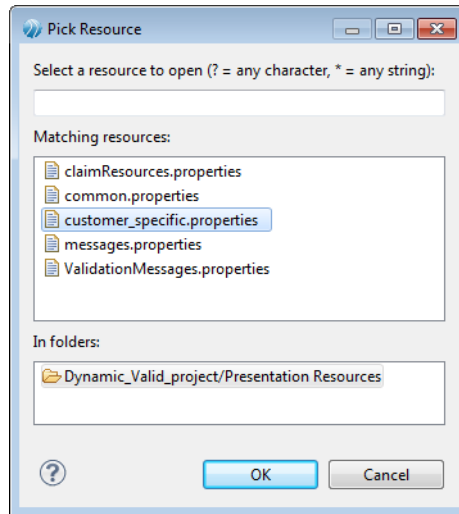 Pick Resource
Select a resource to open (? = any character, * = any string):
Matching resources:
claimResources.properties
common.properties
customer_specific.properties
messages.properties
ValidationMessages.properties
In folders:
Dynamic_Valid_project/Presentation Resources
?
OK
Cancel